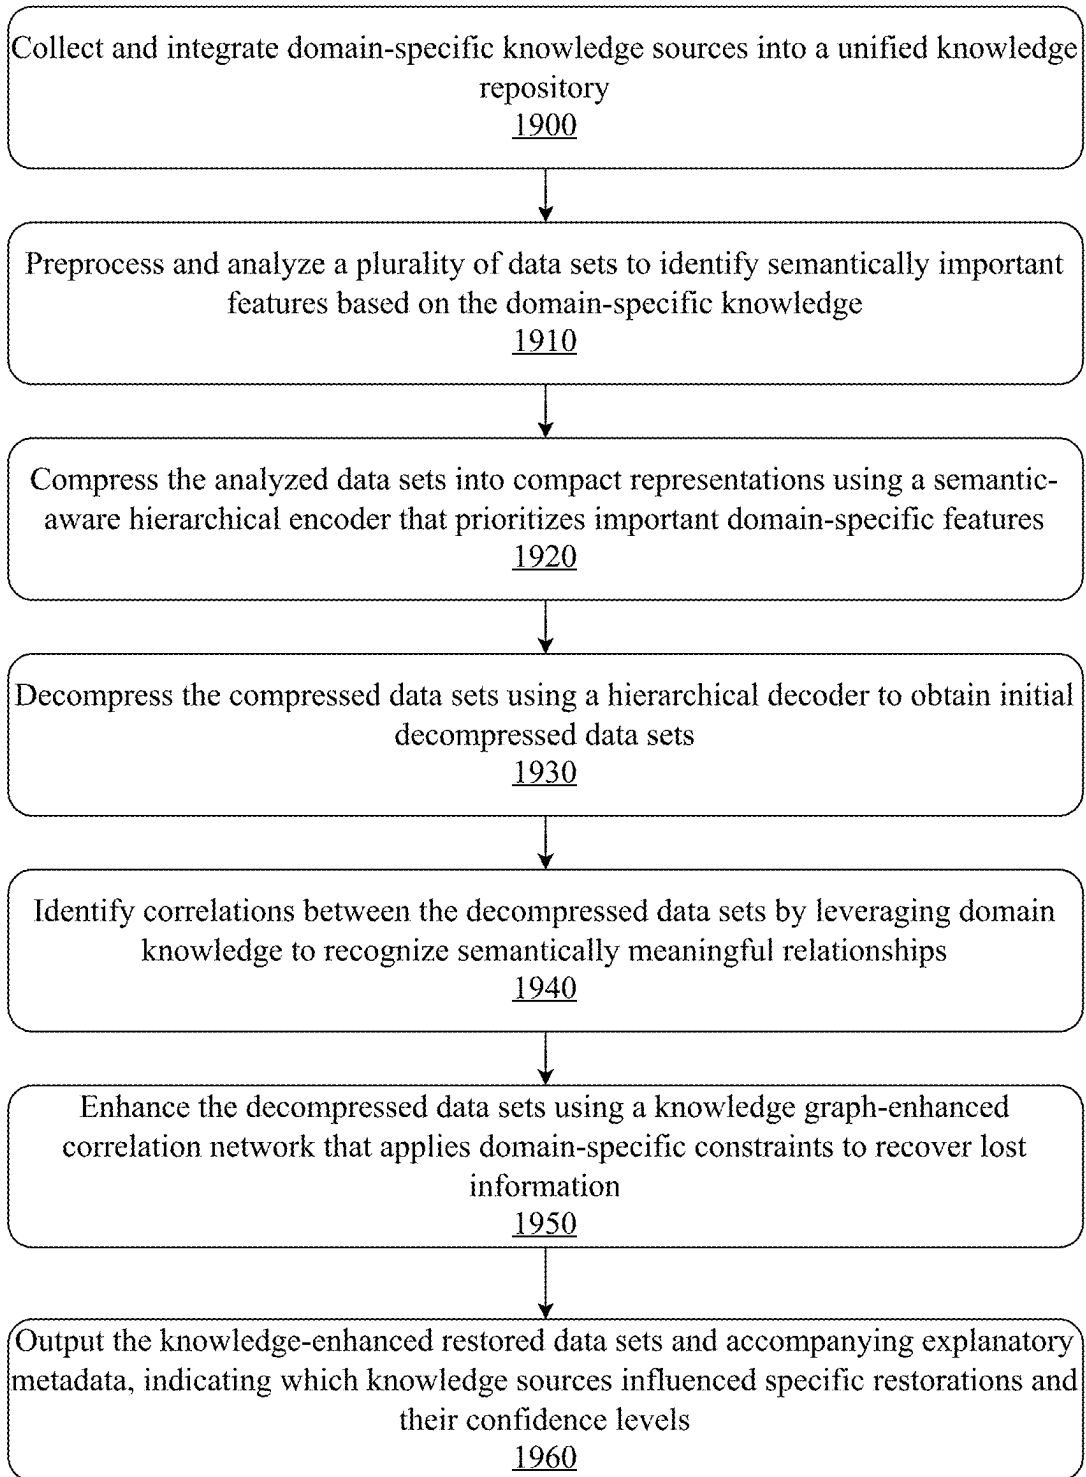 Collect and integrate domain-specific knowledge sources into a unified knowledge
repository
1900
Preprocess and analyze a plurality of data sets to identify semantically important
features based on the domain-specific knowledge
1910
Compress the analyzed data sets into compact representations using a semantic-
aware hierarchical encoder that prioritizes important domain-specific features
1920
Decompress the compressed data sets using a hierarchical decoder to obtain initial
decompressed data sets
1930
Identify correlations between the decompressed data sets by leveraging domain
knowledge to recognize semantically meaningful relationships
1940
Enhance the decompressed data sets using a knowledge graph-enhanced
correlation network that applies domain-specific constraints to recover lost
information
1950
Output the knowledge-enhanced restored data sets and accompanying explanatory
metadata, indicating which knowledge sources influenced specific restorations and
their confidence levels
1960